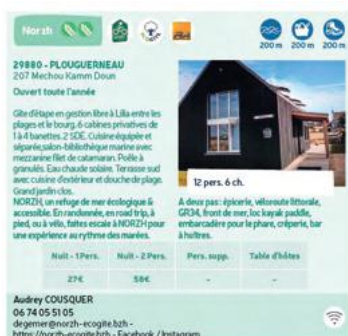 Norzh
200 m 200 m 200 m
29880 - PLOUGUERNEAU
207 Mechou Kamm Doun
Ouvert toute l'année
Gite d'étape en gestion libre à Lilia entre les
plages et le bourg. 6 cabines privatives de
1 à 4 banettes. 2 SDE. Cuisine équipée et
séparée, salon-bibliothèque marine avec
mezzanine filet de catamaran. Poêle à
granulés. Eau chaude solaire. Terrasse sud
avec cuisine d'extérieur et douche de plage.
Grand jardin clos.
NORZH, un refuge de mer écologique &
accessible. En randonnée, en road trip, à
pied, ou à vélo, faites escale à NORZH pour
une expérience au rythme des marées.
12 pers. 6 ch.
A deux pas : épicerie, véloroute littorale,
GR34, front de mer, loc kayak paddle,
embarcadère pour le phare, crêperie, bar
à huîtres.
Nuit - 1 Pers. Nuit - 2 Pers. Pers. supp. Table d'hôtes
27€ 58€ - -
Audrey COUSQUER
06 74 05 51 05
degemer@norzh-ecogite.bzh -
https://norzh-ecogite.bzh - Facebook / Instagram